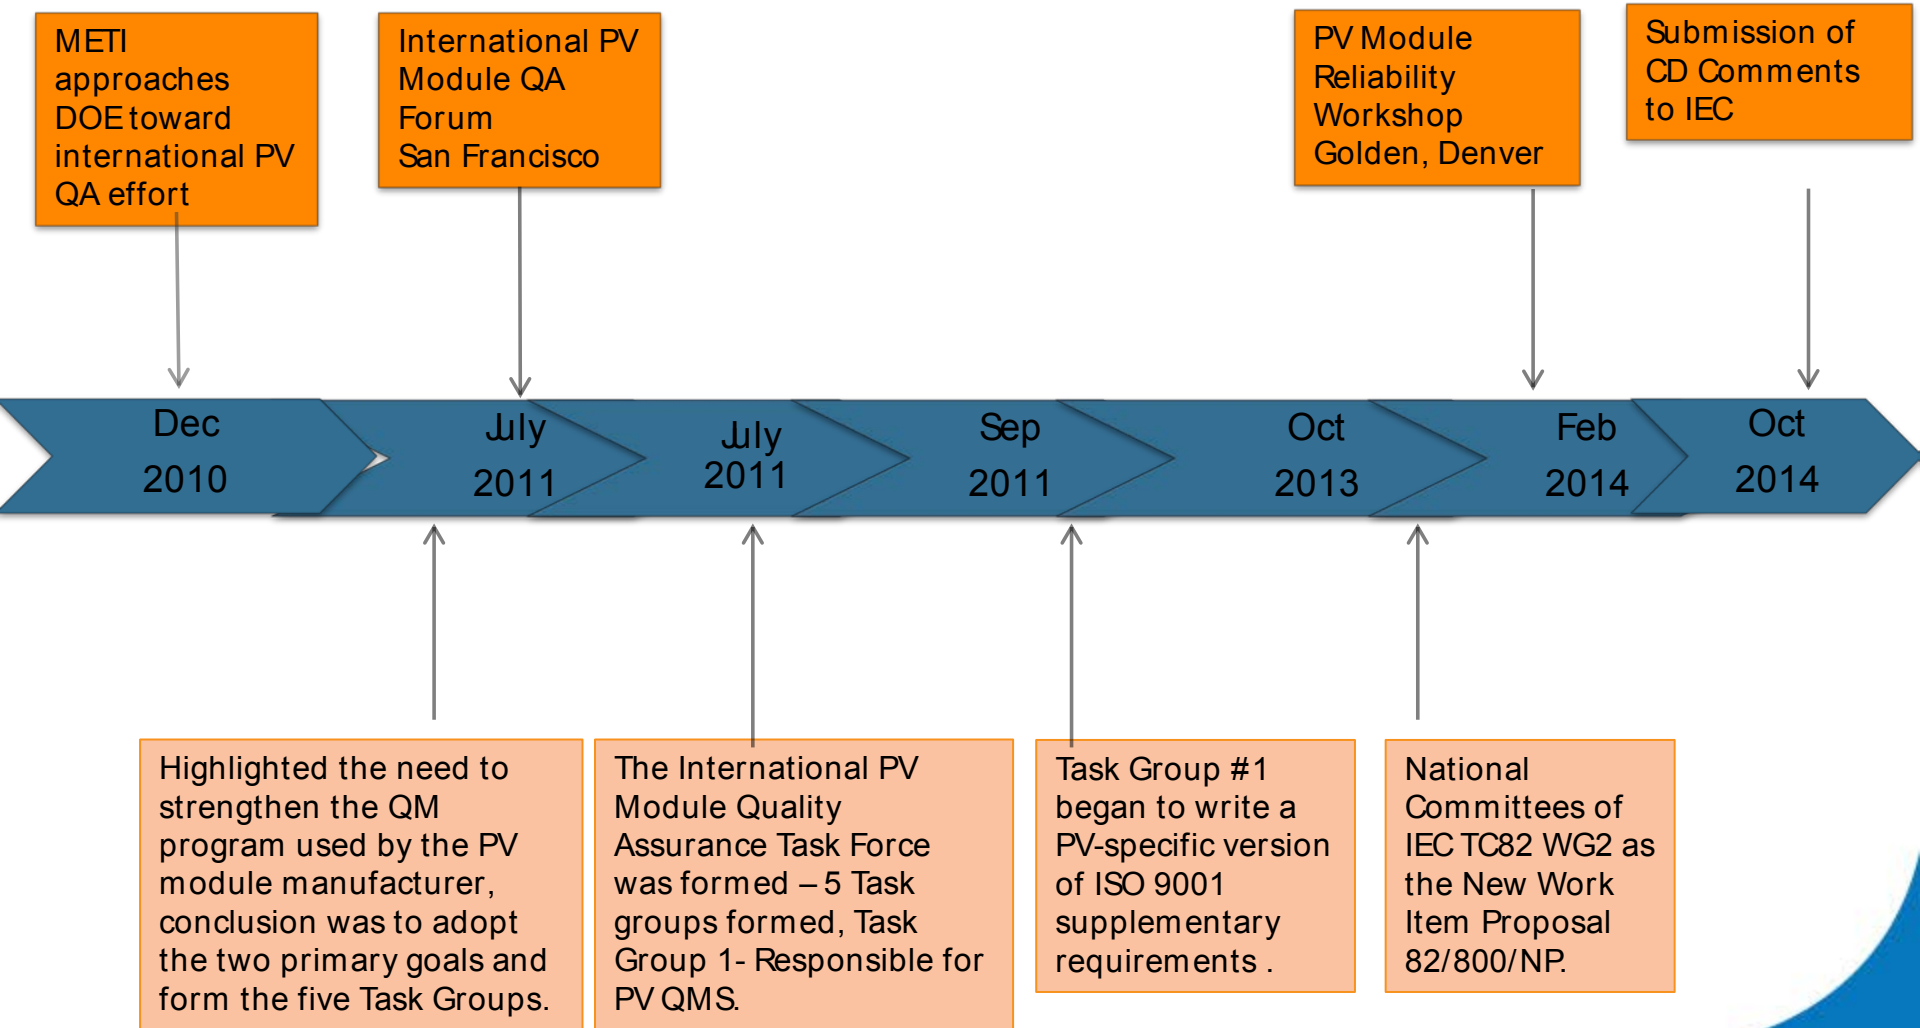 METI
approaches
DOE toward
international PV
QA effort
International PV
Module QA
Forum
San Francisco
PV Module
Reliability
Workshop
Golden, Denver
Submission of
CD Comments
to IEC
Dec
2010
July
2011
July
2011
Sep
2011
Oct
2013
Feb
2014
Oct
2014
Highlighted the need to
strengthen the QM
program used by the PV
module manufacturer,
conclusion was to adopt
the two primary goals and
form the five Task Groups.
The International PV
Module Quality
Assurance Task Force
was formed – 5 Task
groups formed, Task
Group 1- Responsible for
PV QMS.
Task Group #1
began to write a
PV-specific version
of ISO 9001
supplementary
requirements .
National
Committees of
IEC TC82 WG2 as
the New Work
Item Proposal
82/800/NP.